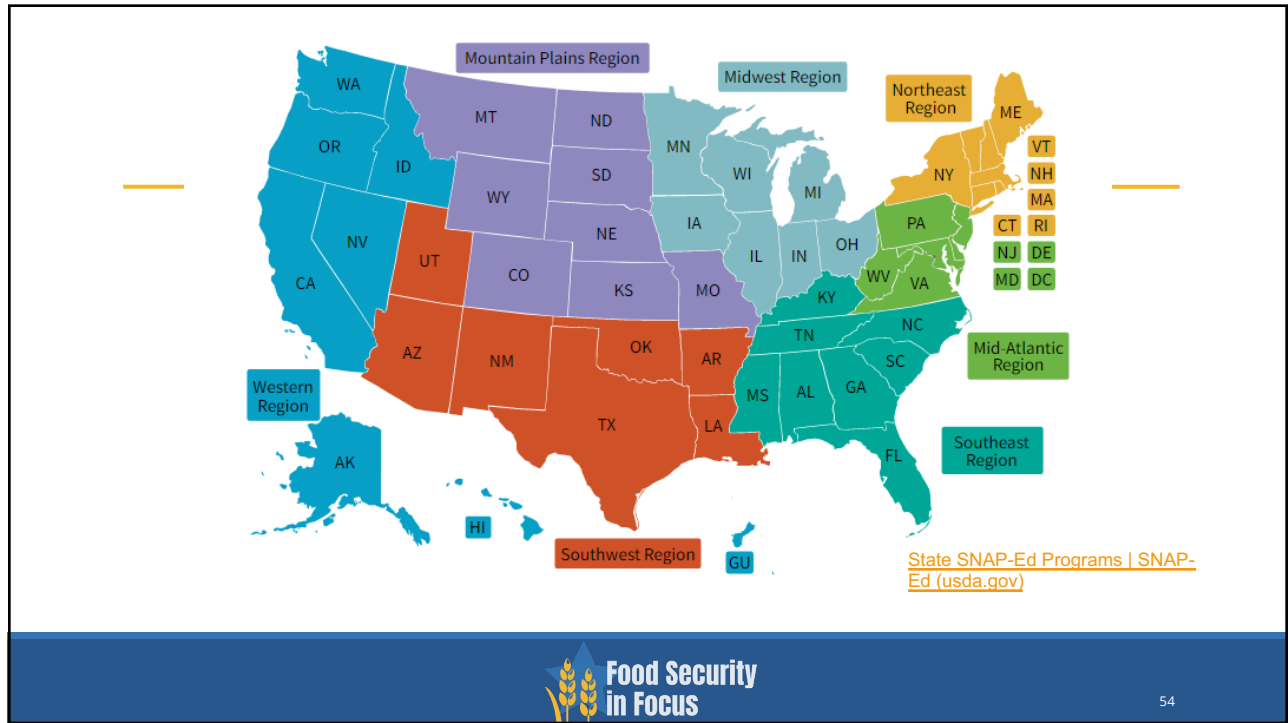 Mountain Plains Region
Midwest Region
Northeast
Region
WA
MT
ND
MN
ME
OR
ID
SD
WI
MI
NY
VT
NH
MA
WY
NE
IA
PA
CT RI
NV
UT
CO
KS
MO
IL
IN
OH
WV
VA
NJ DE
MD DC
CA
KY
AZ
NM
OK
AR
TN
NC
SC
Mid-Atlantic
Region
Western
Region
TX
LA
MS
AL
GA
FL
Southeast
Region
AK
HI
Southwest Region
GU
State SNAP-Ed Programs | SNAP-
Ed (usda.gov)
Food Security
in Focus
54